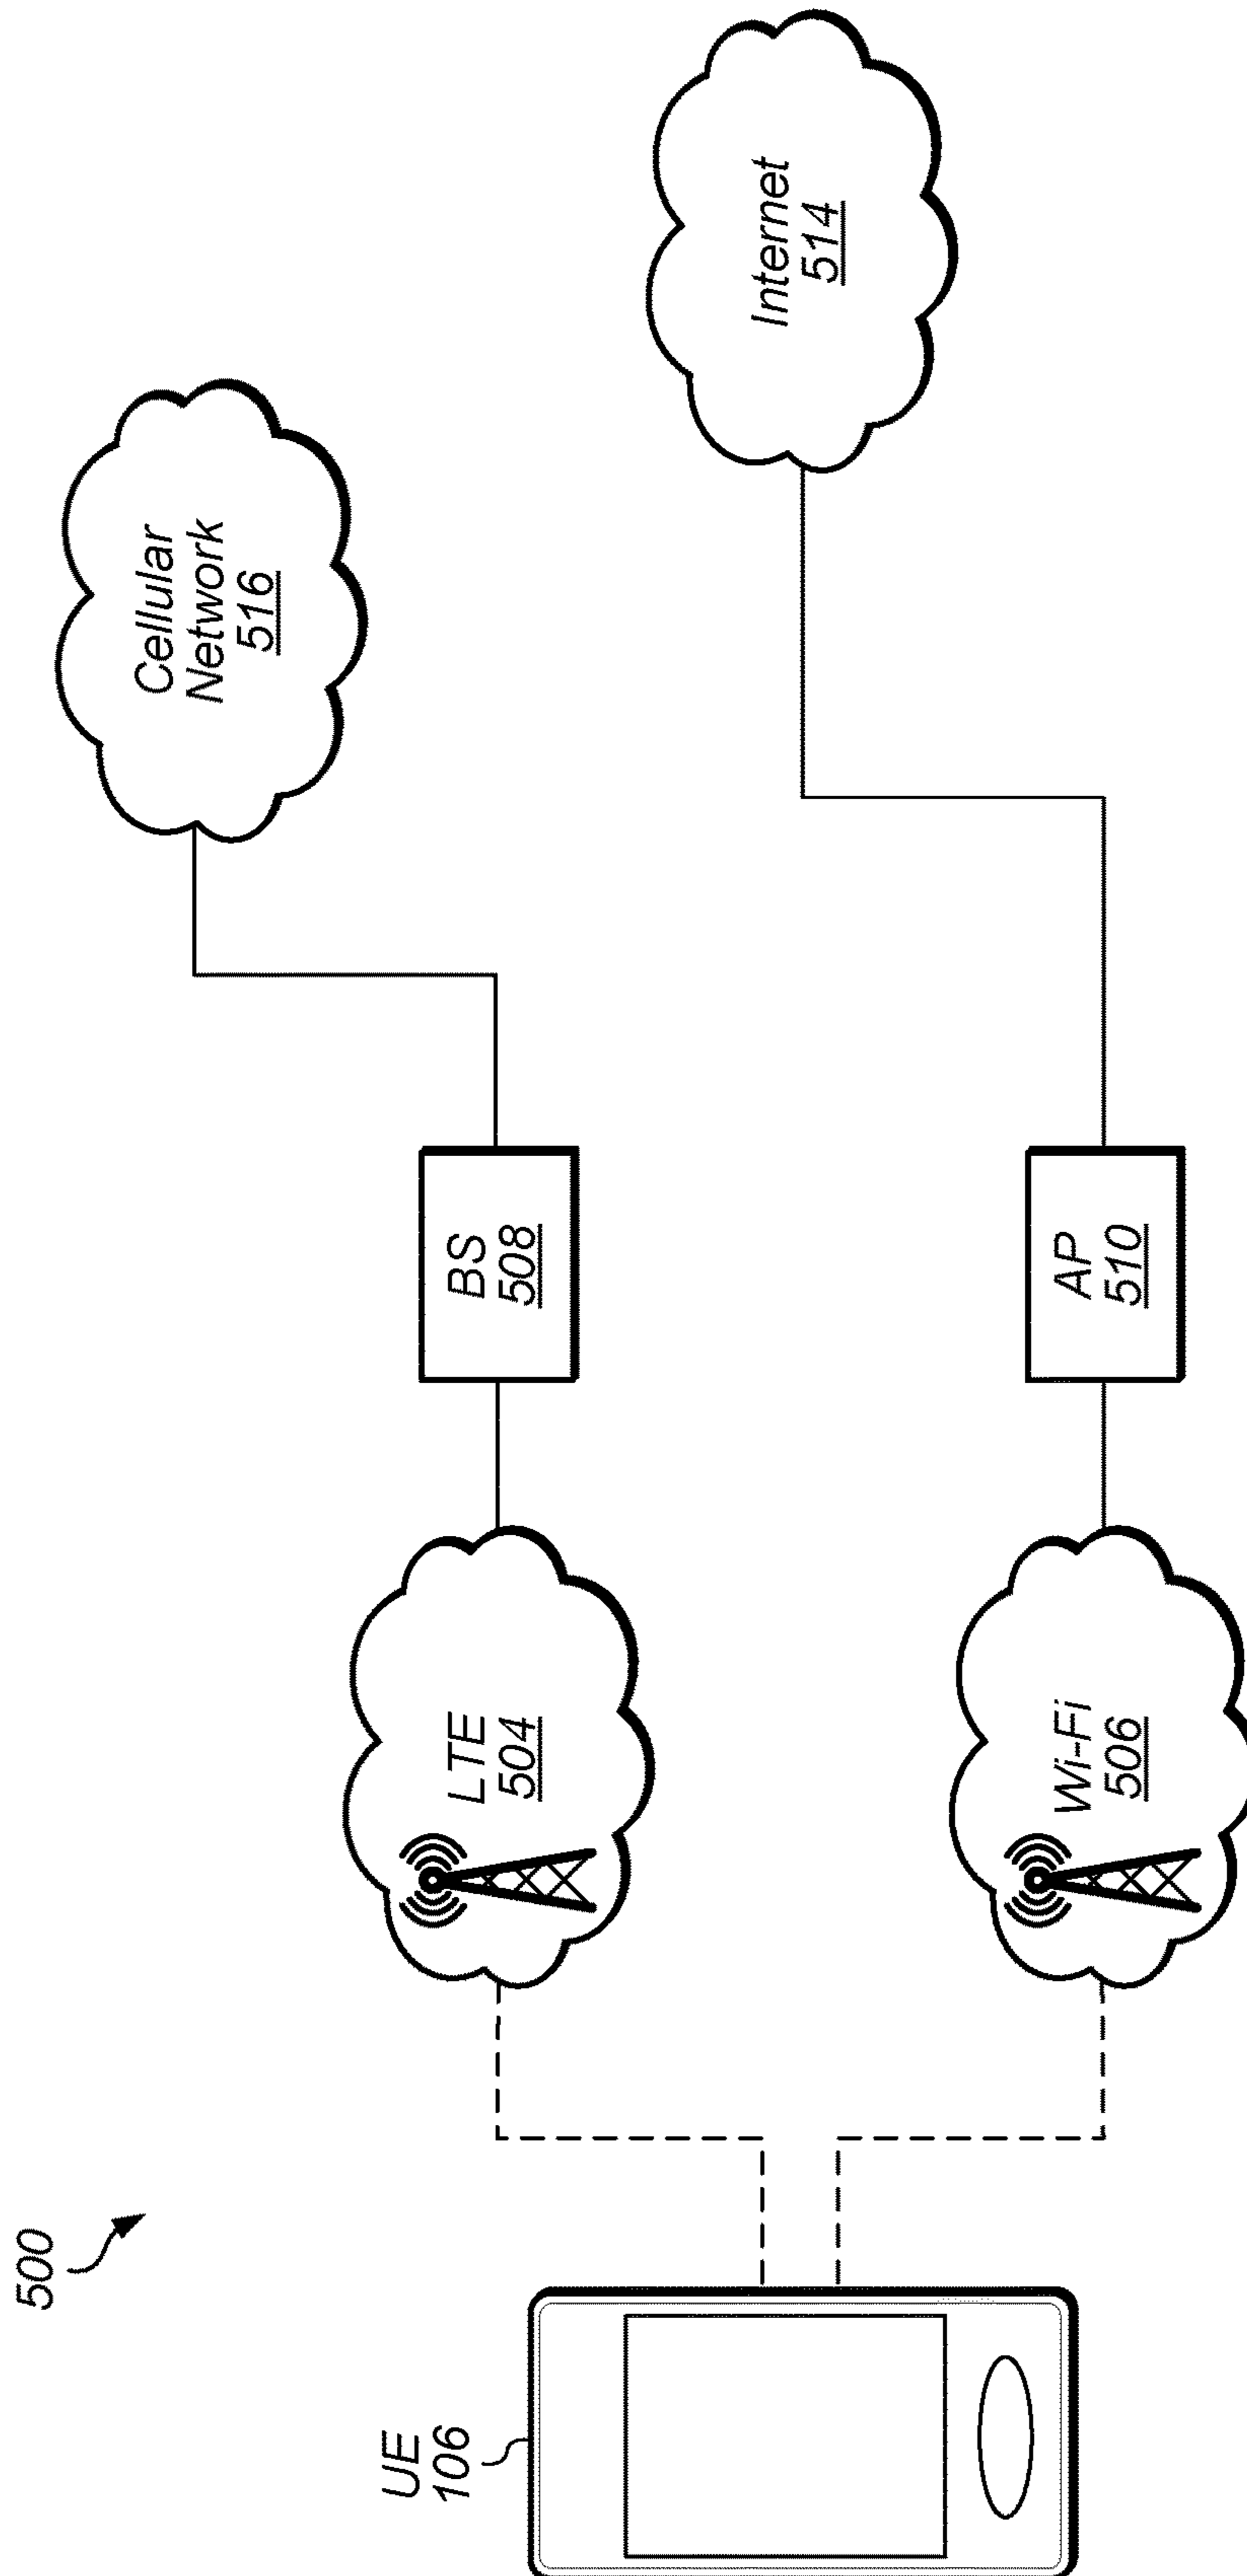 500
UE
106
LTE
504
Wi-Fi
506
BS
508
AP
510
Cellular
Network
516
Internet
514